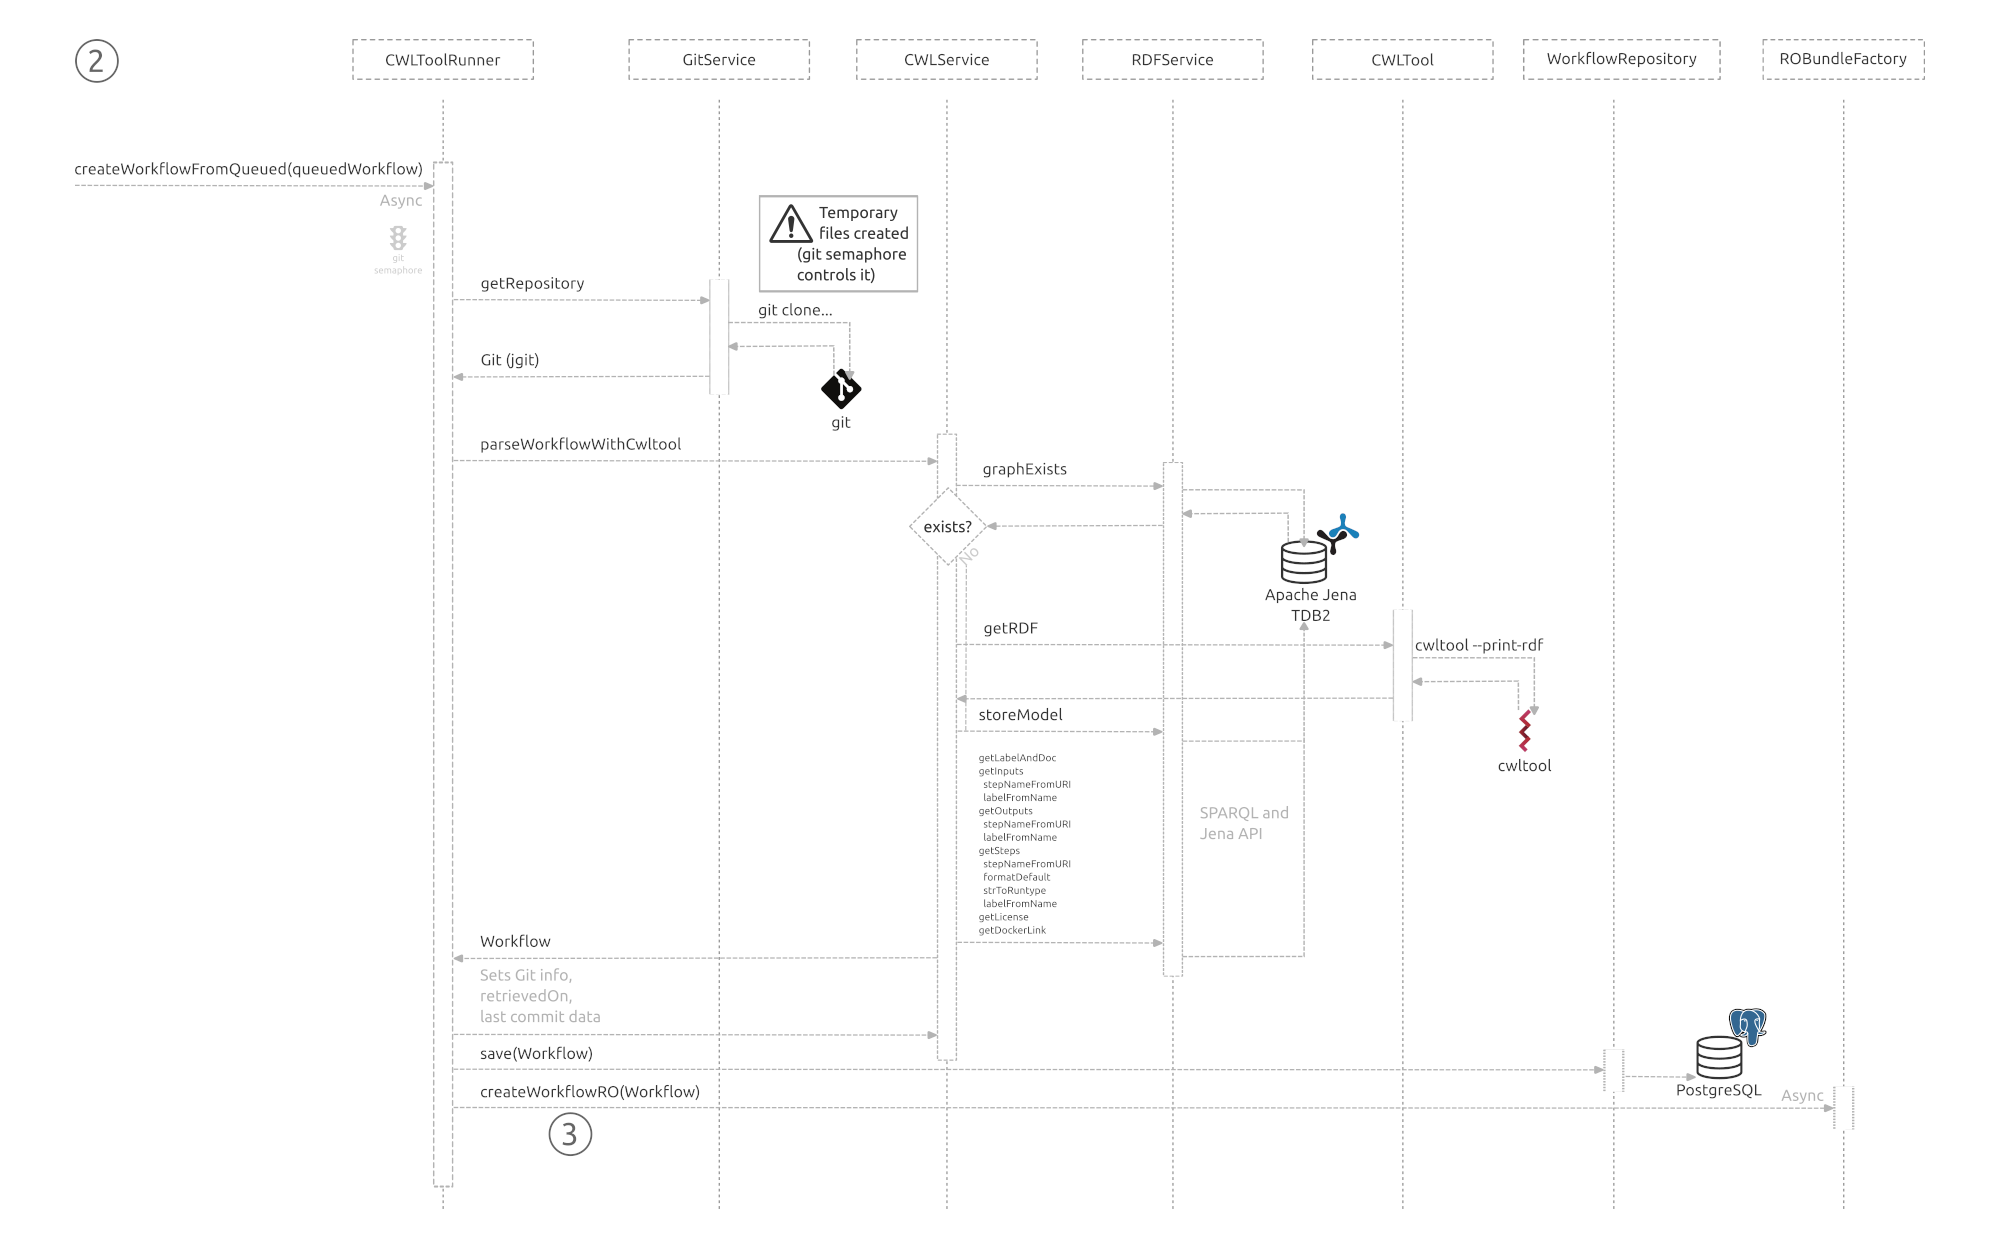 2
CWLToolRunner
GitService
CWLService
RDFService
CWLTool
WorkflowRepository
ROBundleFactory
createWorkflowFromQueued(queuedWorkflow)
Async
git
semaphore
Temporary
files created
(git semaphore
controls it)
getRepository
git clone...
Git (jgit)
git
parseWorkflowWithCwltool
graphExists
exists?
No
Apache Jena
TDB2
getRDF
cwltool --print-rdf
storeModel
cwltool
getLabelAndDoc
getInputs
stepNameFromURI
labelFromName
getOutputs
stepNameFromURI
labelFromName
getSteps
stepNameFromURI
formatDefault
strToRuntype
labelFromName
getLicense
getDockerLink
SPARQL and
Jena API
Workflow
Sets Git info,
retrievedOn,
last commit data
save(Workflow)
PostgreSQL
createWorkflowRO(Workflow)
Async
3